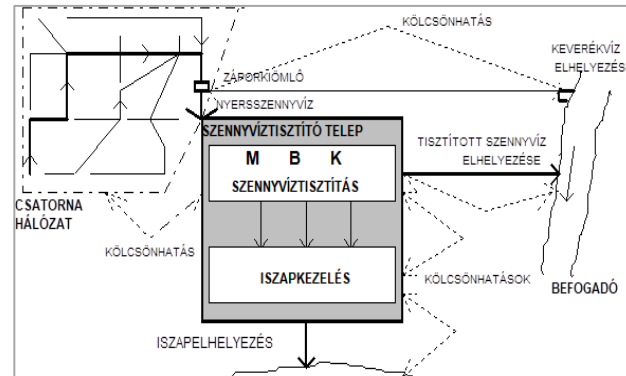 KÖLCSÖNHATÁS
KEVERÉKVÍZ
ELHELYEZÉS
ZÁPORKIÖMLŐ
NYERSSZENNYVÍZ
SZENNYVÍZTISZTÍTÓ TELEP
M B K
SZENNYVÍZTISZTÍTÁS
TISZTÍTOTT SZENNYVÍZ
ELHELYEZÉSE
CSATORNA
HÁLÓZAT
KÖLCSÖNHATÁS
ISZAPKEZELÉS
KÖLCSÖNHATÁSOK
BEFOGADÓ
ISZAPELHELYEZÉS